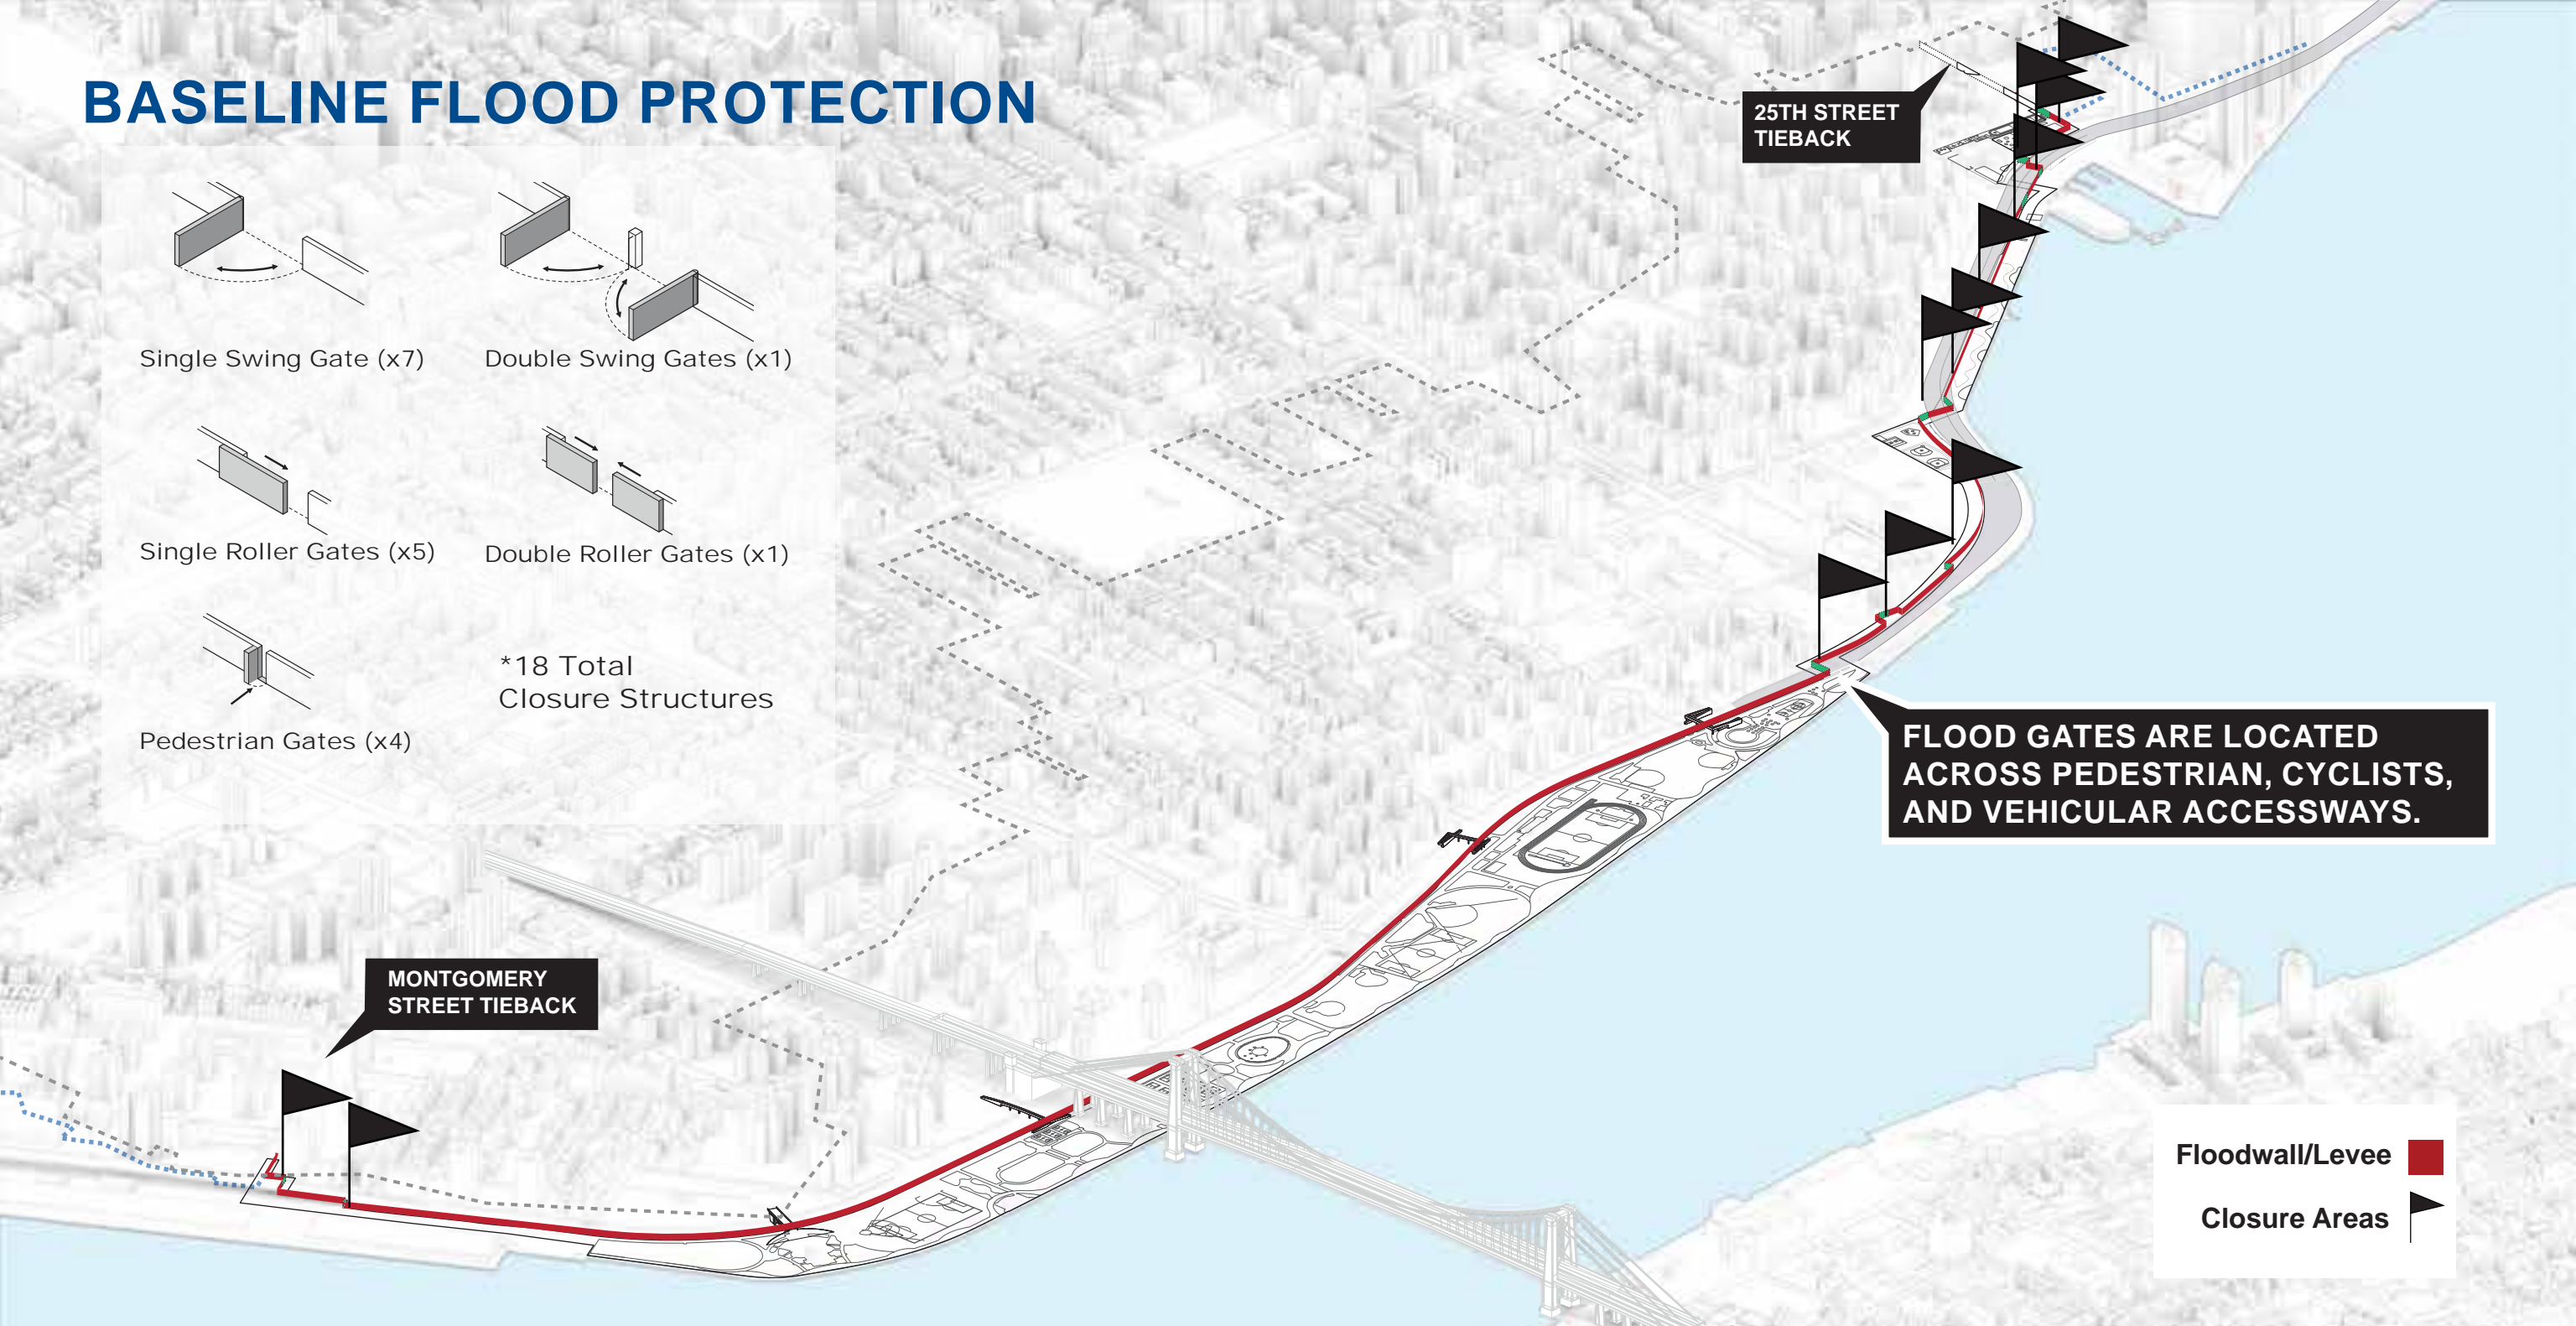 BASELINE FLOOD PROTECTION
Single Swing Gate (x7)
Double Swing Gates (x1)
Single Roller Gates (x5)
Double Roller Gates (x1)
Pedestrian Gates (x4)
*18 Total
Closure Structures
25TH STREET
TIEBACK
FLOOD GATES ARE LOCATED
ACROSS PEDESTRIAN, CYCLISTS,
AND VEHICULAR ACCESSWAYS.
MONTGOMERY
STREET TIEBACK
Floodwall/Levee
Closure Areas